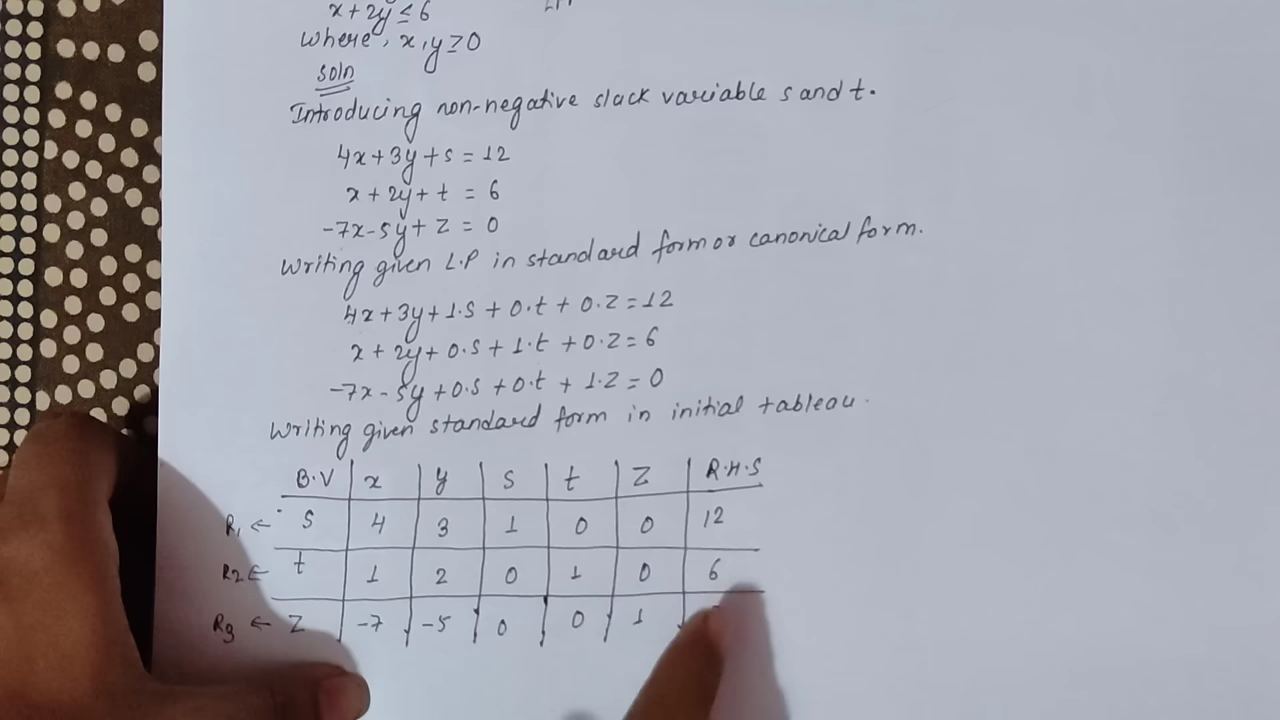 x + 2y ≤ 6
Where, x, y ≥ 0
soln
Introducing non-negative slack variable s and t.
4x + 3y + s = 12
x + 2y + t = 6
-7x - 5y + Z = 0
Writing given L.P in standard form or canonical form.
4x + 3y + 1.S + 0.t + 0.Z = 12
x + 2y + 0.S + 1.t + 0.Z = 6
-7x - 5y + 0.S + 0.t + 1.Z = 0
Writing given standard form in initial tableau.
B.V x y S t Z R.H.S
R1 ← S 4 3 1 0 0 12
R2 ← t 1 2 0 1 0 6
R3 ← Z -7 -5 0 0 1